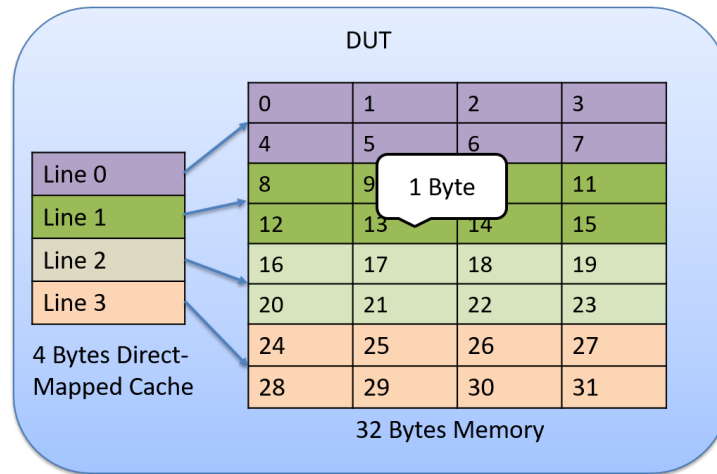 DUT
0 1 2 3
4 5 6 7
Line 0
8 9 11
1 Byte
Line 1
12 13 14 15
Line 2
16 17 18 19
20 21 22 23
Line 3
24 25 26 27
28 29 30 31
4 Bytes Direct-
Mapped Cache
32 Bytes Memory